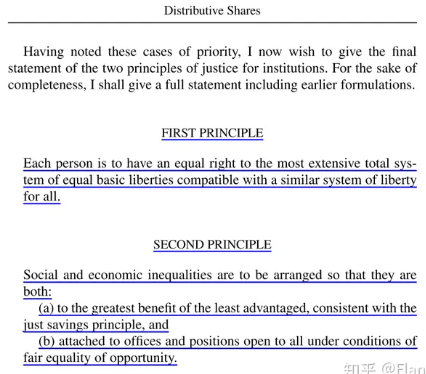 Distributive Shares
Having noted these cases of priority, I now wish to give the final
statement of the two principles of justice for institutions. For the sake of
completeness, I shall give a full statement including earlier formulations.
FIRST PRINCIPLE
Each person is to have an equal right to the most extensive total sys-
tem of equal basic liberties compatible with a similar system of liberty
for all.
SECOND PRINCIPLE
Social and economic inequalities are to be arranged so that they are
both:
(a) to the greatest benefit of the least advantaged, consistent with the
just savings principle, and
(b) attached to offices and positions open to all under conditions of
fair equality of opportunity.
知乎 @Elan